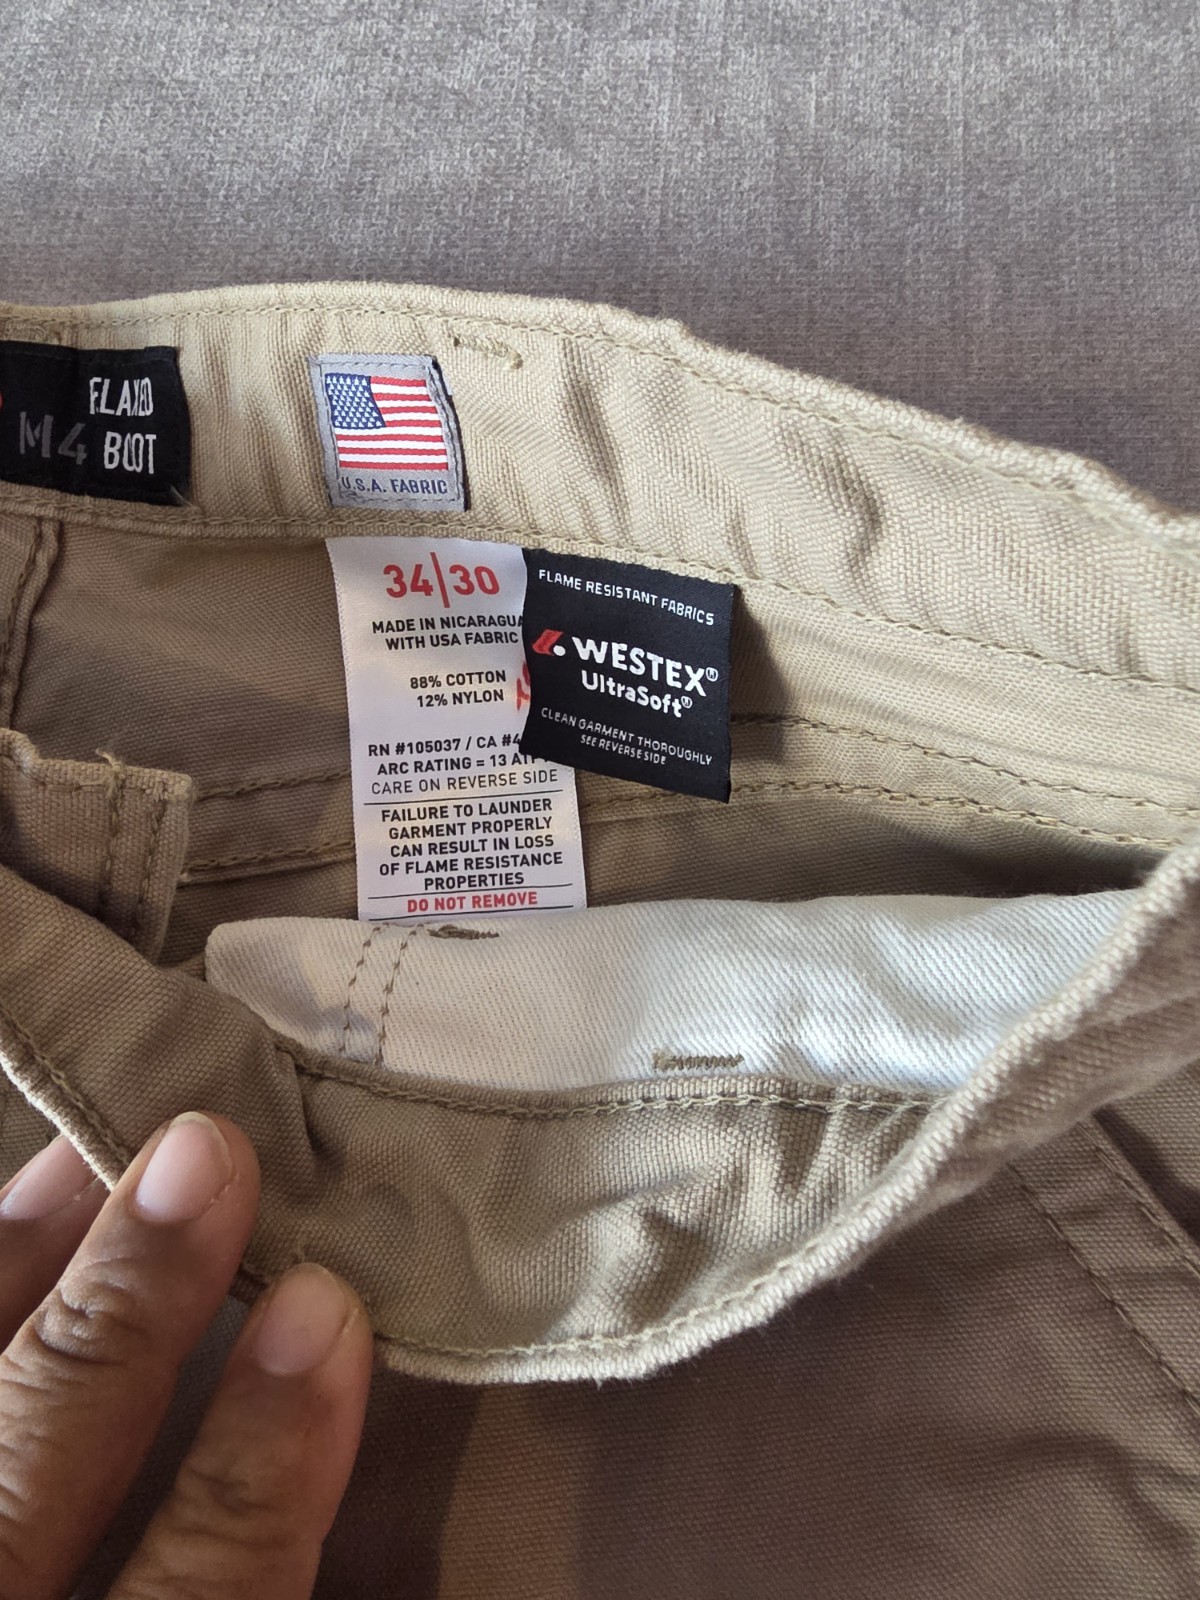 M4
BOOT
U.S.A. FABRIC
34|30
MADE IN NICARAGUA
WITH USA FABRIC
88% COTTON
12% NYLON
RN #105037 / CA #4
ARC RATING = 13
CARE ON REVERSE SIDE
FAILURE TO LAUNDER
GARMENT PROPERLY
CAN RESULT IN LOSS
OF FLAME RESISTANCE
PROPERTIES
DO NOT REMOVE
FLAME RESISTANT FABRICS
WESTEX®
UltraSoft®
CLEAN GARMENT THOROUGHLY
SEE REVERSE SIDE